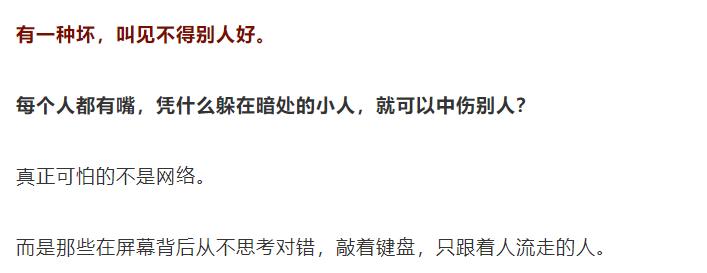 有一种坏，叫见不得别人好。
每个人都有嘴，凭什么躲在暗处的小人，就可以中伤别人？
真正可怕的不是网络。
而是那些在屏幕背后从不思考对错，敲着键盘，只跟着人流走的人。